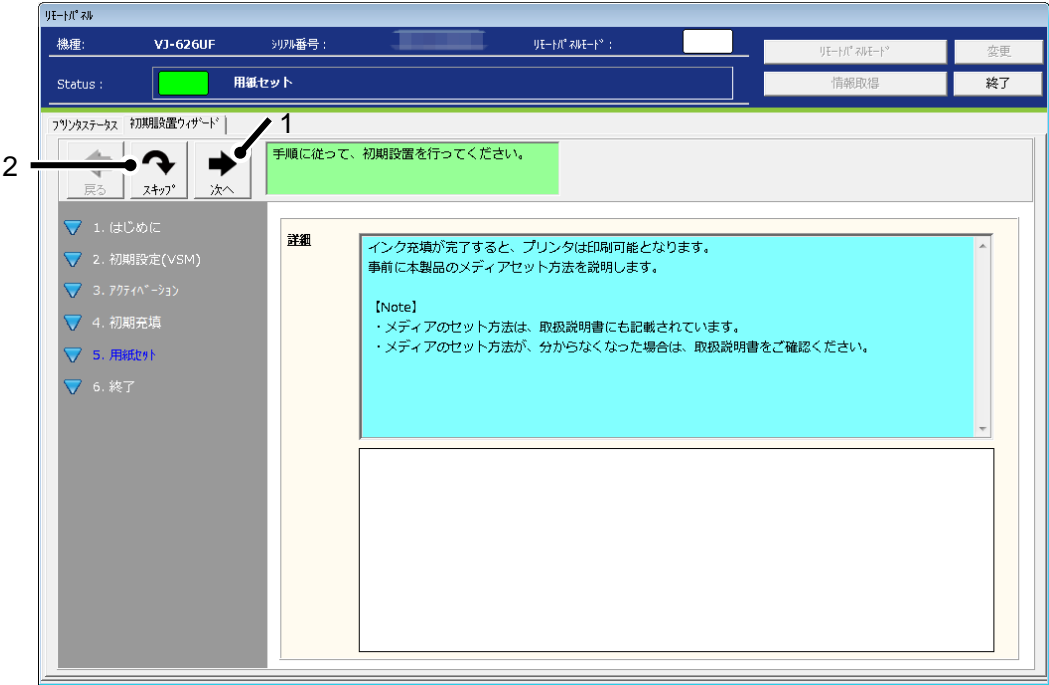 ﾘﾓｰﾄﾊﾟﾈﾙ
機種: VJ-626UF ｼﾘｱﾙ番号 : ﾘﾓｰﾄﾊﾟﾈﾙﾓｰﾄﾞ :
ﾘﾓｰﾄﾊﾟﾈﾙﾓｰﾄﾞ 変更
Status : 用紙セット
情報取得 終了
ﾌﾟﾘﾝﾀｽﾃｰﾀｽ 初期設置ｳｨｻﾞｰﾄﾞ
1
2
戻る ｽｷｯﾌﾟ 次へ
手順に従って、初期設置を行ってください。
1. はじめに
2. 初期設定(VSM)
3. ｱｸﾃｨﾍﾞｰｼｮﾝ
4. 初期充填
5. 用紙ｾｯﾄ
6. 終了
詳細
インク充填が完了すると、プリンタは印刷可能となります。
事前に本製品のメディアセット方法を説明します。
【Note】
・メディアのセット方法は、取扱説明書にも記載されています。
・メディアのセット方法が、分からなくなった場合は、取扱説明書をご確認ください。